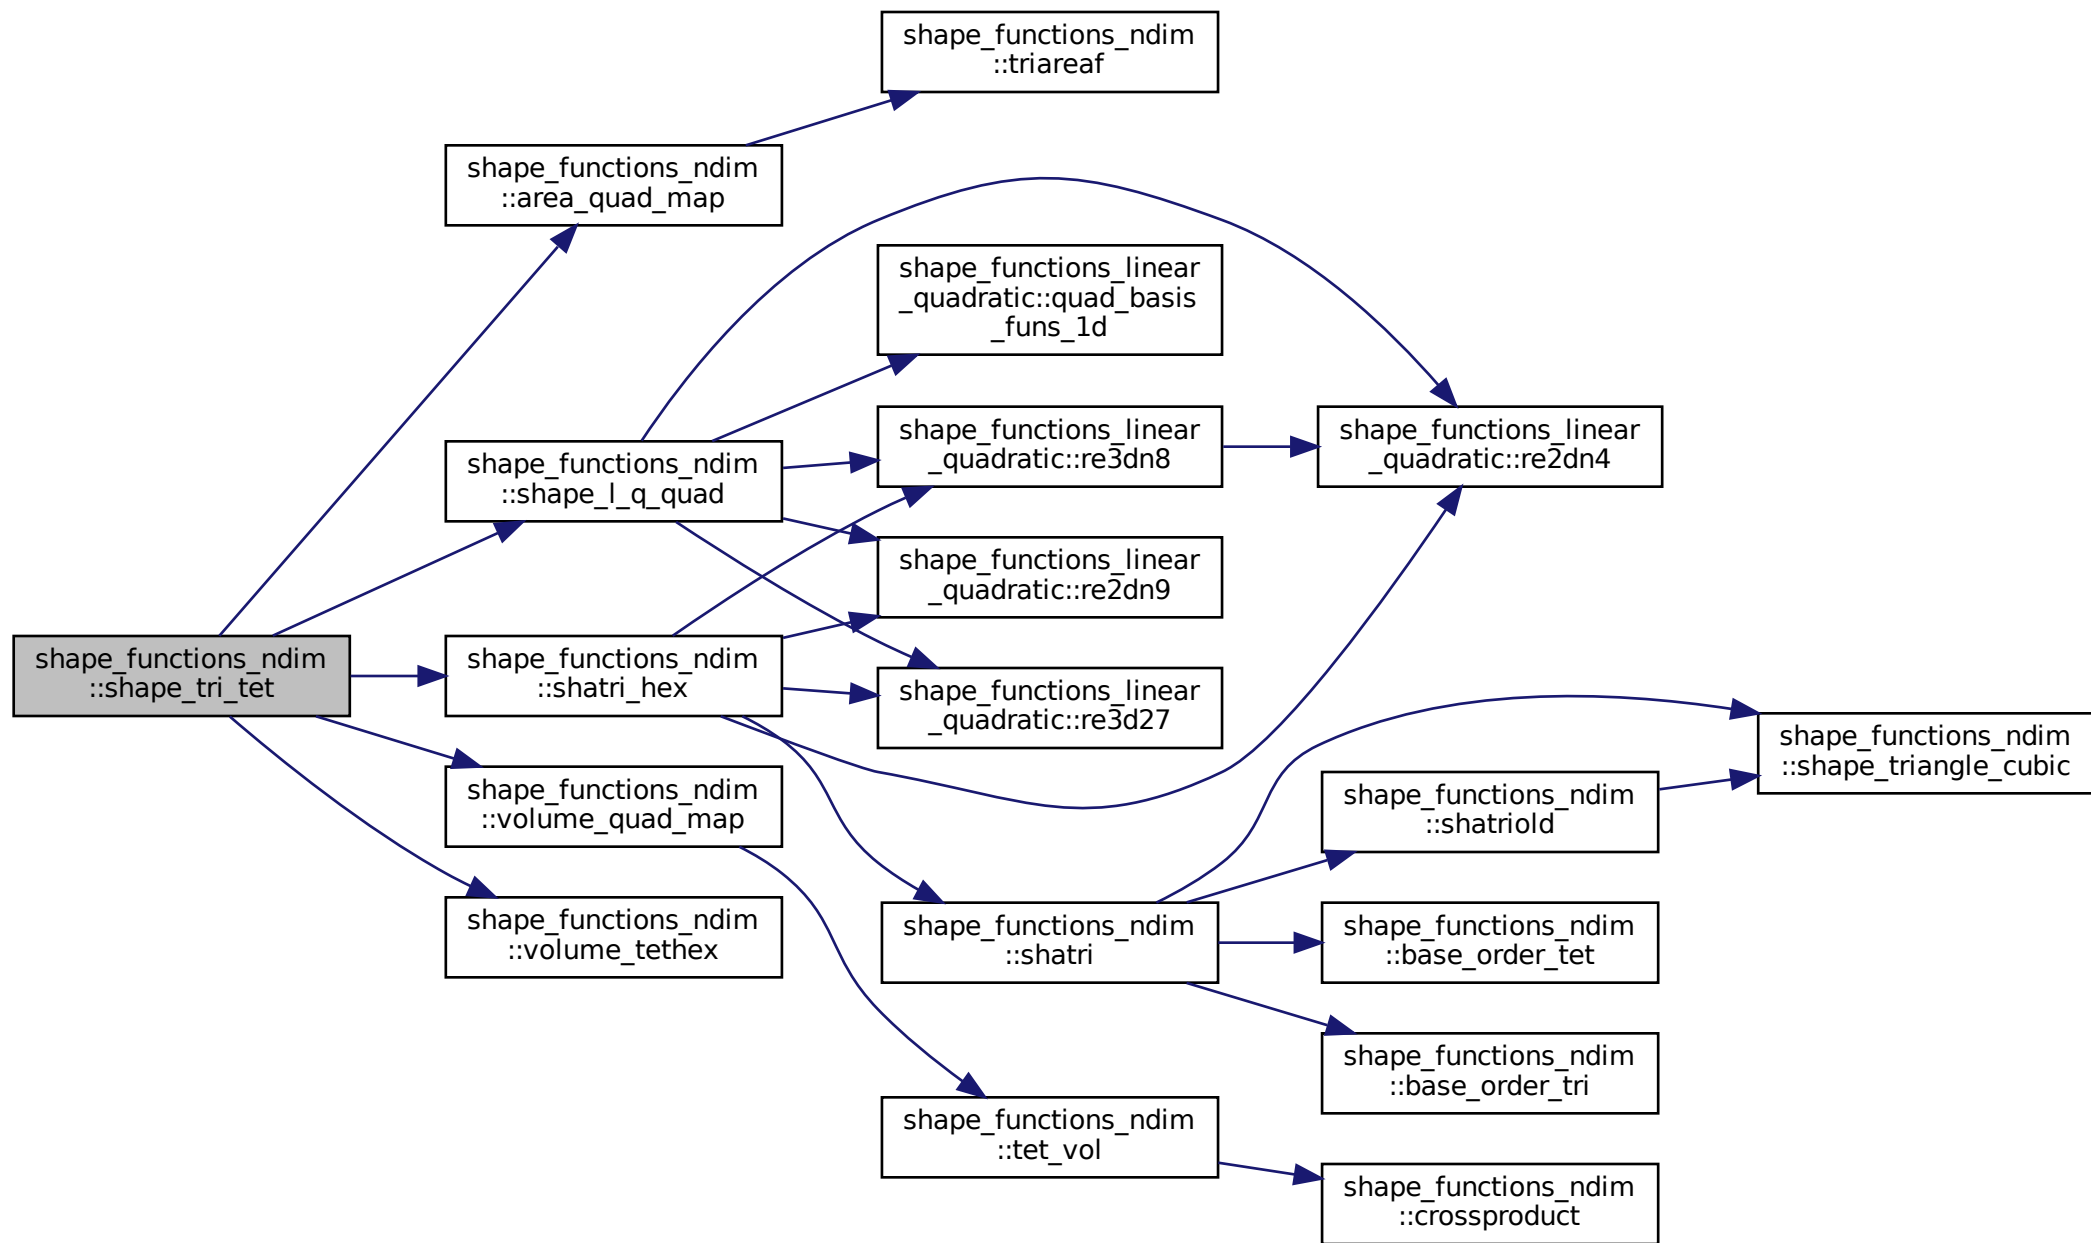 shape_functions_ndim
::shape_tri_tet
shape_functions_ndim
::area_quad_map
shape_functions_ndim
::shape_l_q_quad
shape_functions_ndim
::shatri_hex
shape_functions_ndim
::volume_quad_map
shape_functions_ndim
::volume_tethex
shape_functions_ndim
::triareaf
shape_functions_linear
_quadratic::quad_basis
_funs_1d
shape_functions_linear
_quadratic::re3dn8
shape_functions_linear
_quadratic::re2dn9
shape_functions_linear
_quadratic::re3d27
shape_functions_ndim
::shatri
shape_functions_ndim
::tet_vol
shape_functions_linear
_quadratic::re2dn4
shape_functions_ndim
::shatriold
shape_functions_ndim
::base_order_tet
shape_functions_ndim
::base_order_tri
shape_functions_ndim
::crossproduct
shape_functions_ndim
::shape_triangle_cubic